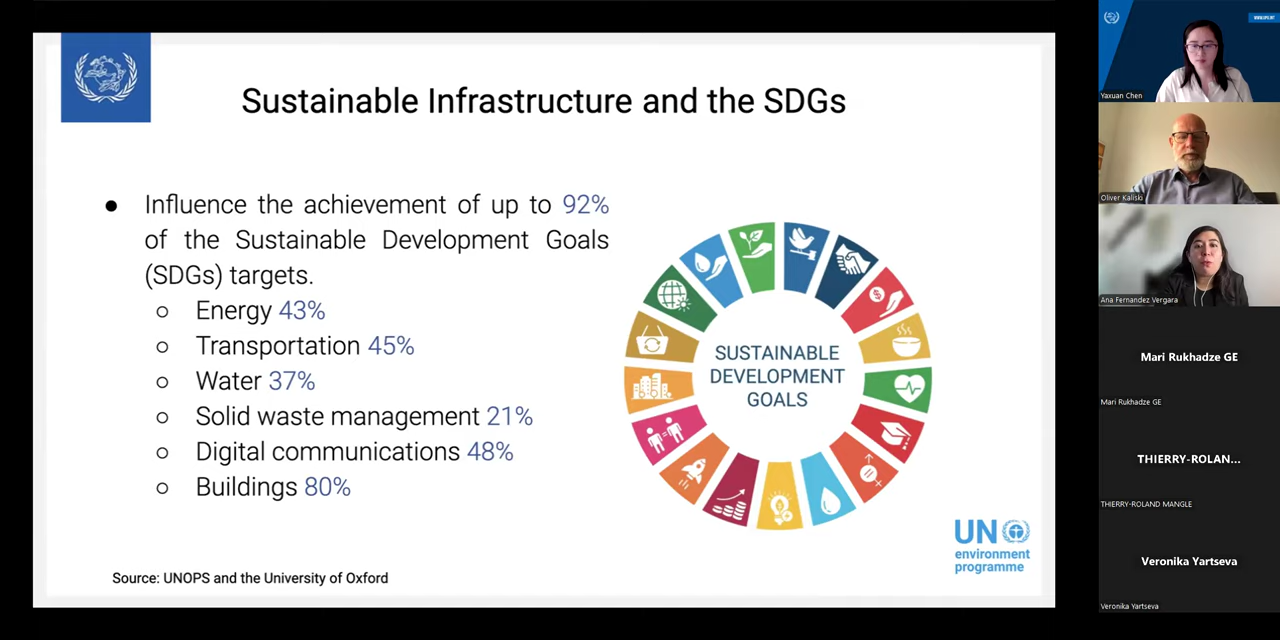 Sustainable Infrastructure and the SDGs
● Influence the achievement of up to 92%
of the Sustainable Development Goals
(SDGs) targets.
○ Energy 43%
○ Transportation 45%
○ Water 37%
○ Solid waste management 21%
○ Digital communications 48%
○ Buildings 80%
SUSTAINABLE
DEVELOPMENT
GOALS
Source: UNOPS and the University of Oxford
UN
environment
programme
WWW.UPU.INT
Yaxuan Chen
Oliver Kaliski
Ana Fernandez Vergara
Mari Rukhadze GE
Mari Rukhadze GE
THIERRY-ROLAN...
THIERRY-ROLAND MANGLE
Veronika Yartseva
Veronika Yartseva